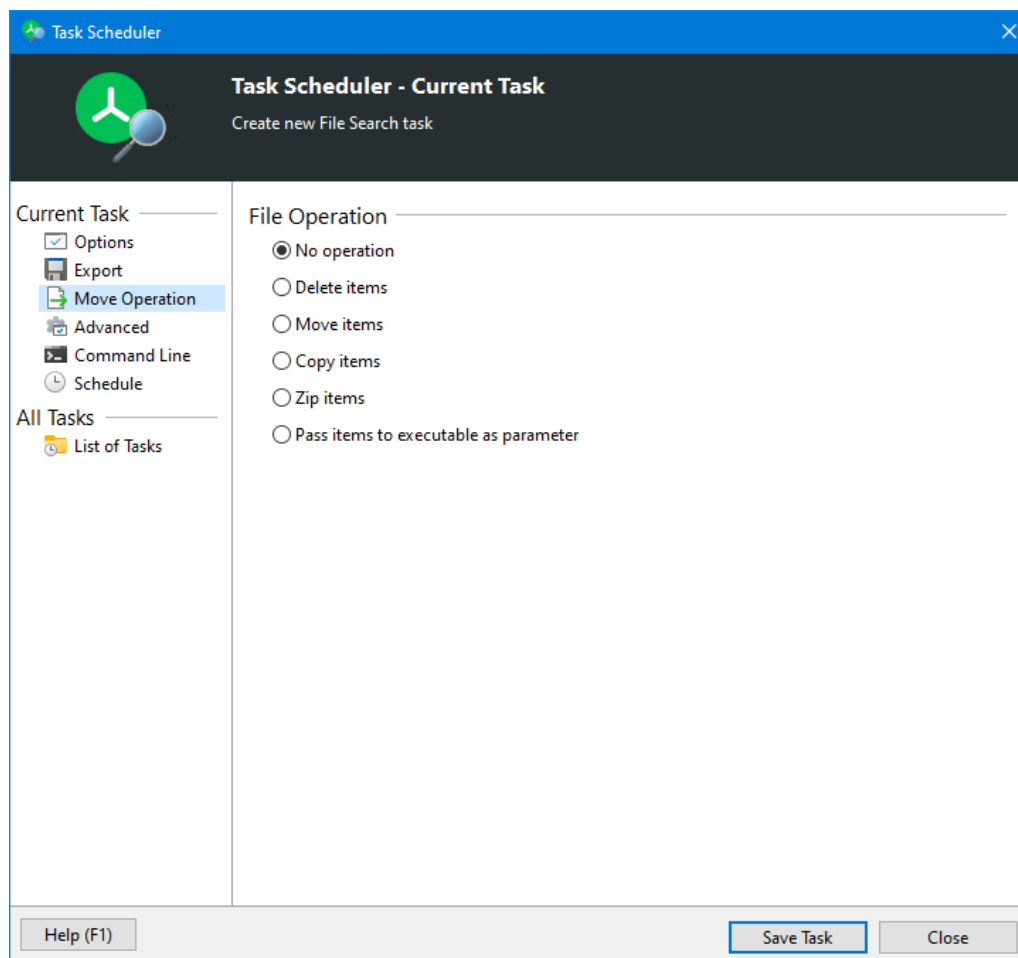 Task Scheduler
Task Scheduler - Current Task
Create new File Search task
Current Task
Options
Export
Move Operation
Advanced
Command Line
Schedule
All Tasks
List of Tasks
File Operation
No operation
Delete items
Move items
Copy items
Zip items
Pass items to executable as parameter
Help (F1)
Save Task
Close